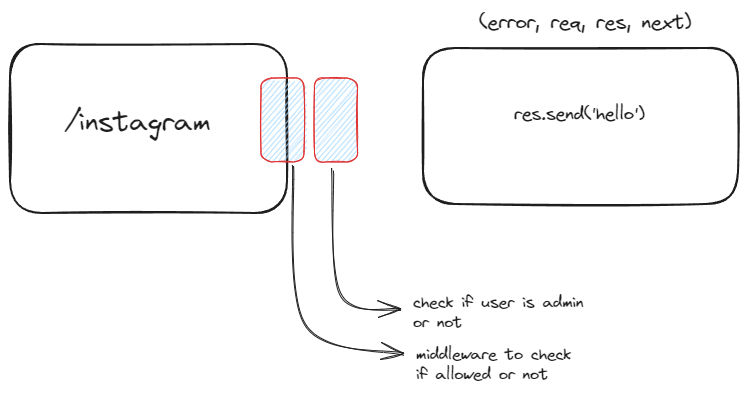 (error, req, res, next)
/instagram
res.send('hello')
check if user is admin
or not
middleware to check
if allowed or not